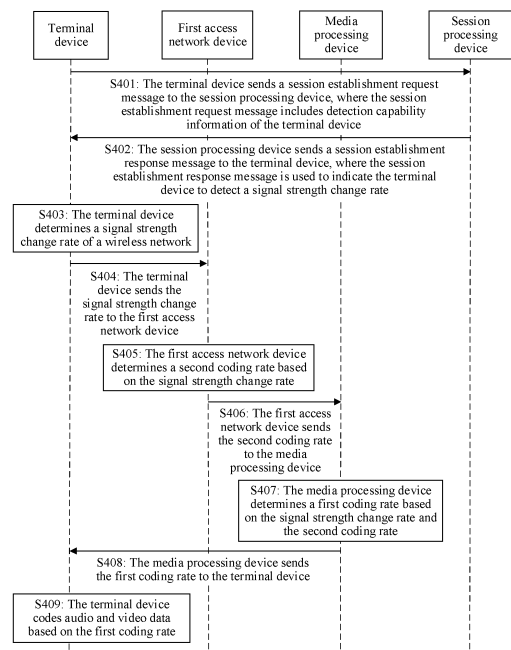 Terminal
device
First access
network device
Media
processing
device
Session
processing
device
S401: The terminal device sends a session establishment request
message to the session processing device, where the session
establishment request message includes detection capability
information of the terminal device
S402: The session processing device sends a session establishment
response message to the terminal device, where the session
establishment response message is used to indicate the terminal
device to detect a signal strength change rate
S403: The terminal device
determines a signal strength
change rate of a wireless network
S404: The terminal
device sends the
signal strength change
rate to the first access
network device
S405: The first access network device
determines a second coding rate based
on the signal strength change rate
S406: The first access
network device sends
the second coding rate
to the media
processing device
S407: The media processing device
determines a first coding rate based
on the signal strength change rate and
the second coding rate
S408: The media processing device sends
the first coding rate to the terminal device
S409: The terminal device
codes audio and video data
based on the first coding rate